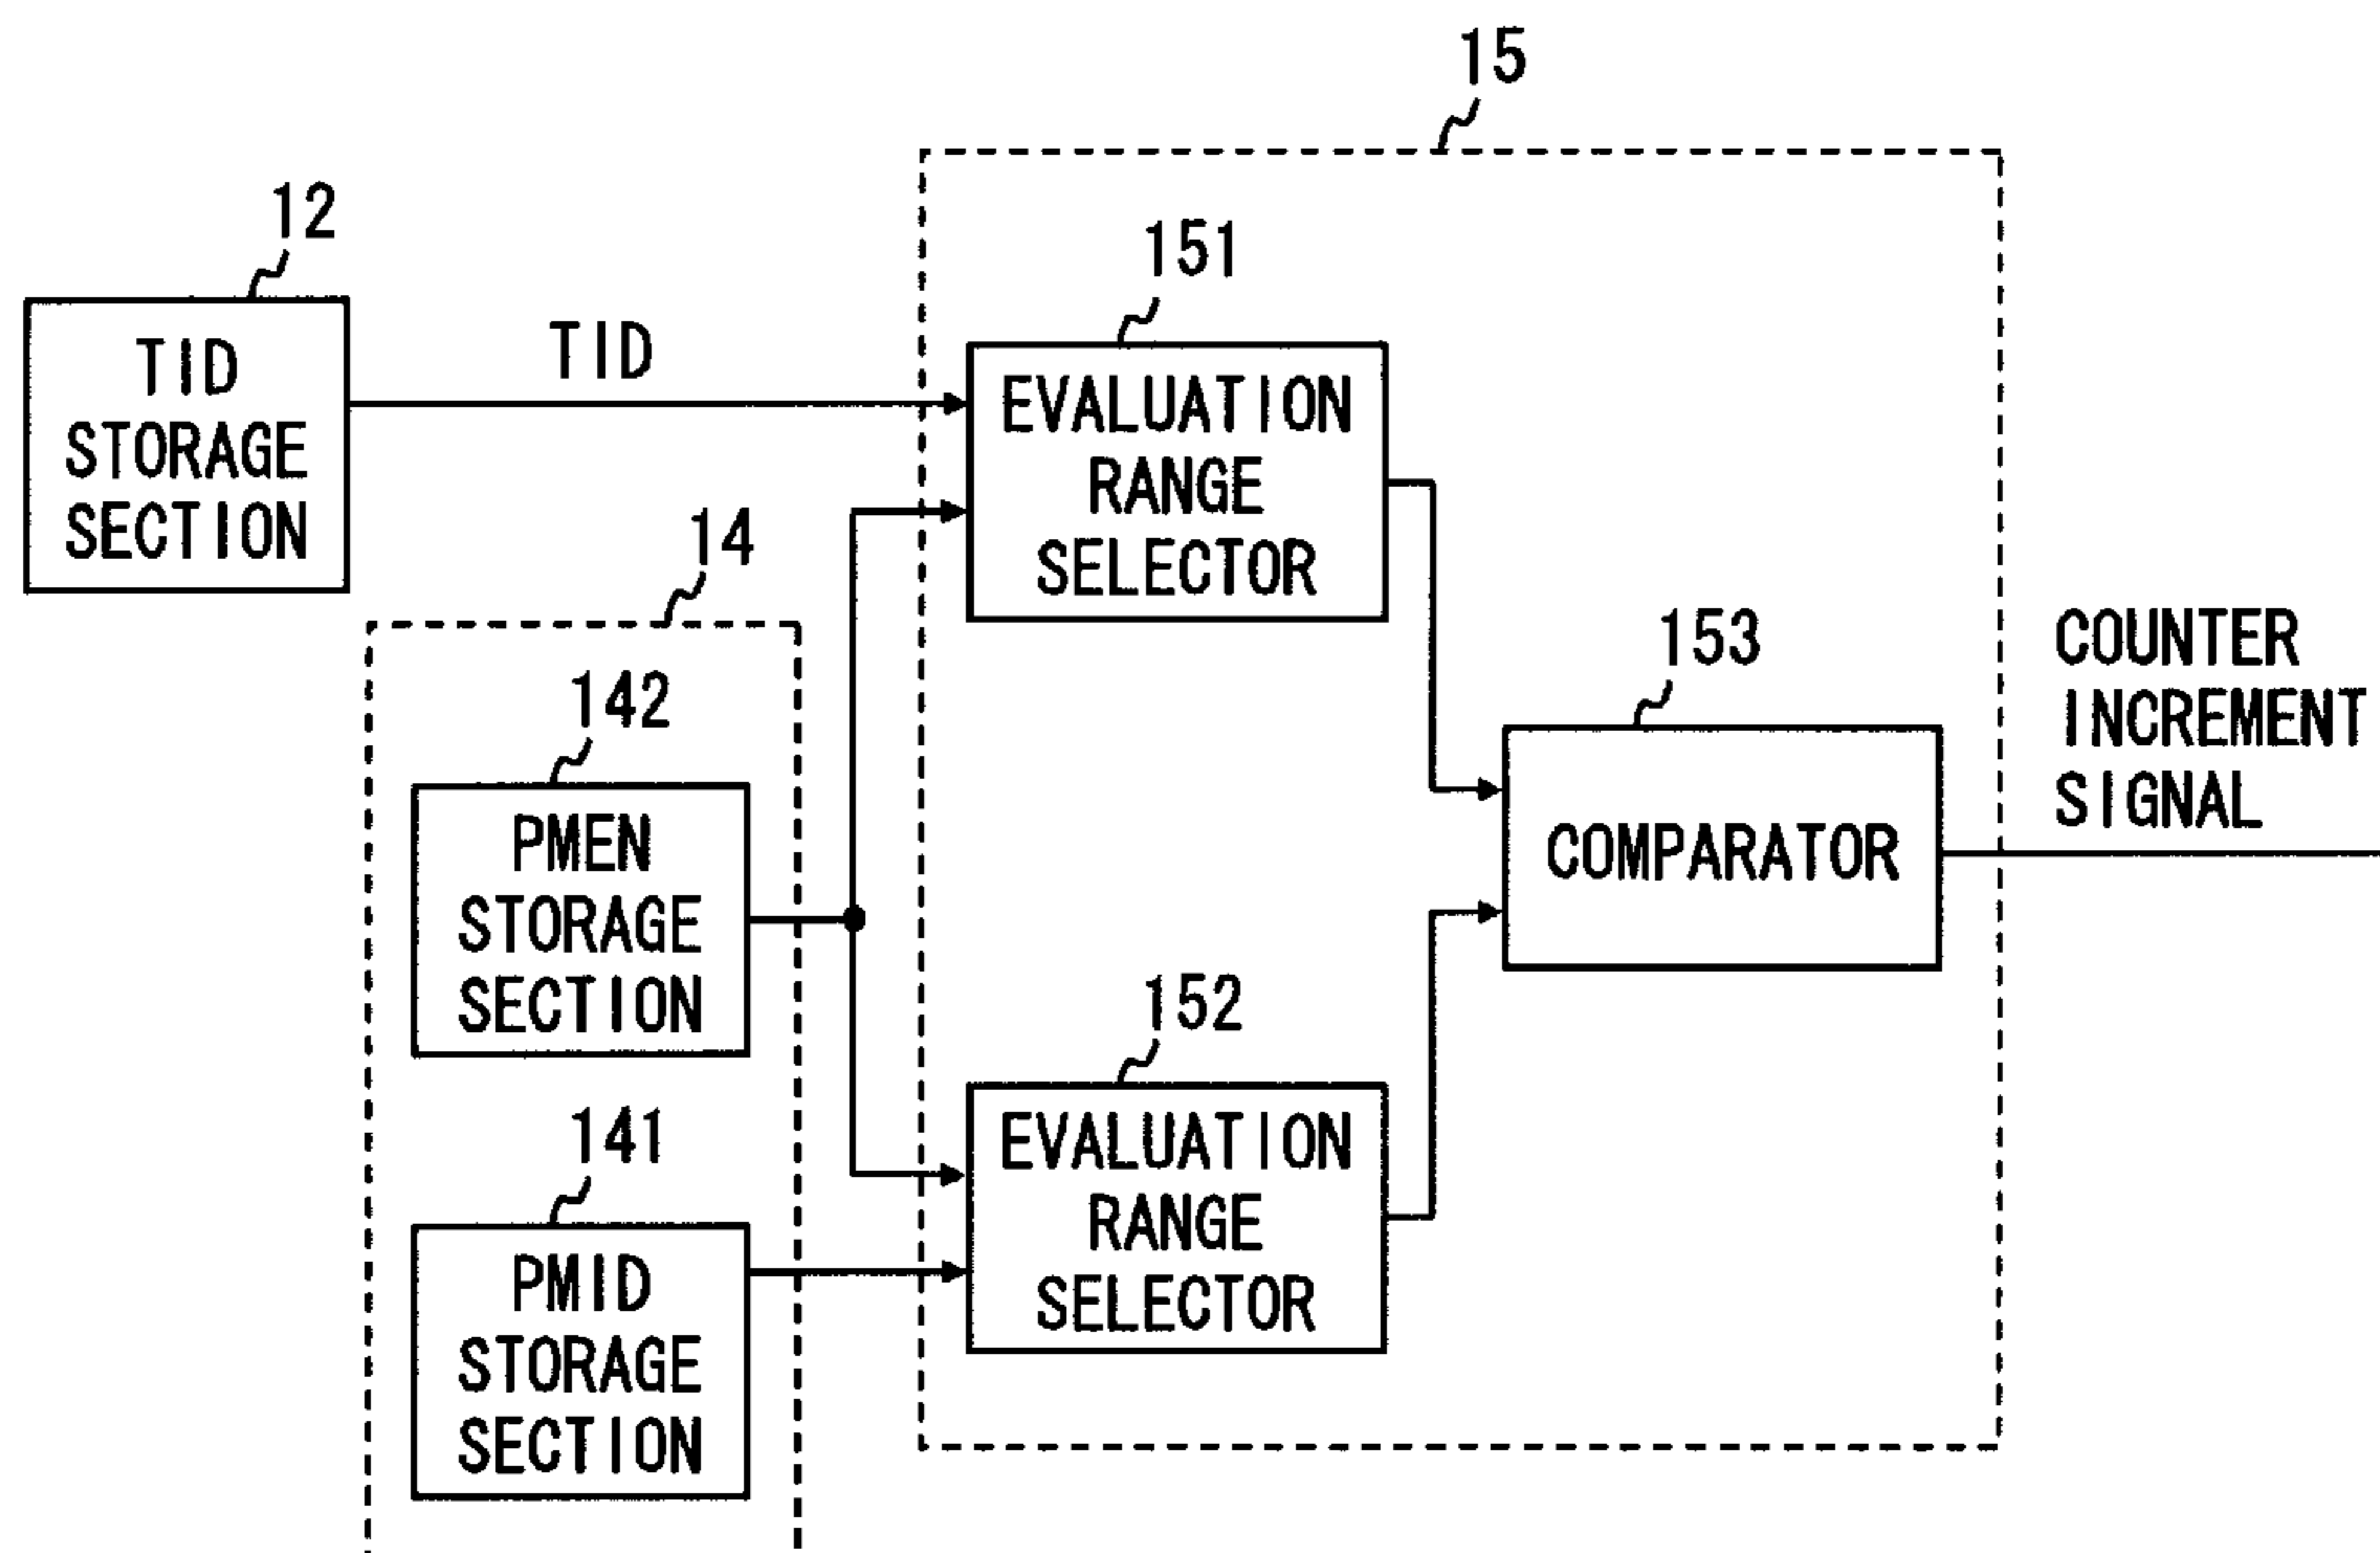 15
12
151
TID
STORAGE
SECTION
TID
EVALUATION
RANGE
SELECTOR
14
142
PMEN
STORAGE
SECTION
153
COMPARATOR
COUNTER
INCREMENT
SIGNAL
152
EVALUATION
RANGE
SELECTOR
141
PMID
STORAGE
SECTION